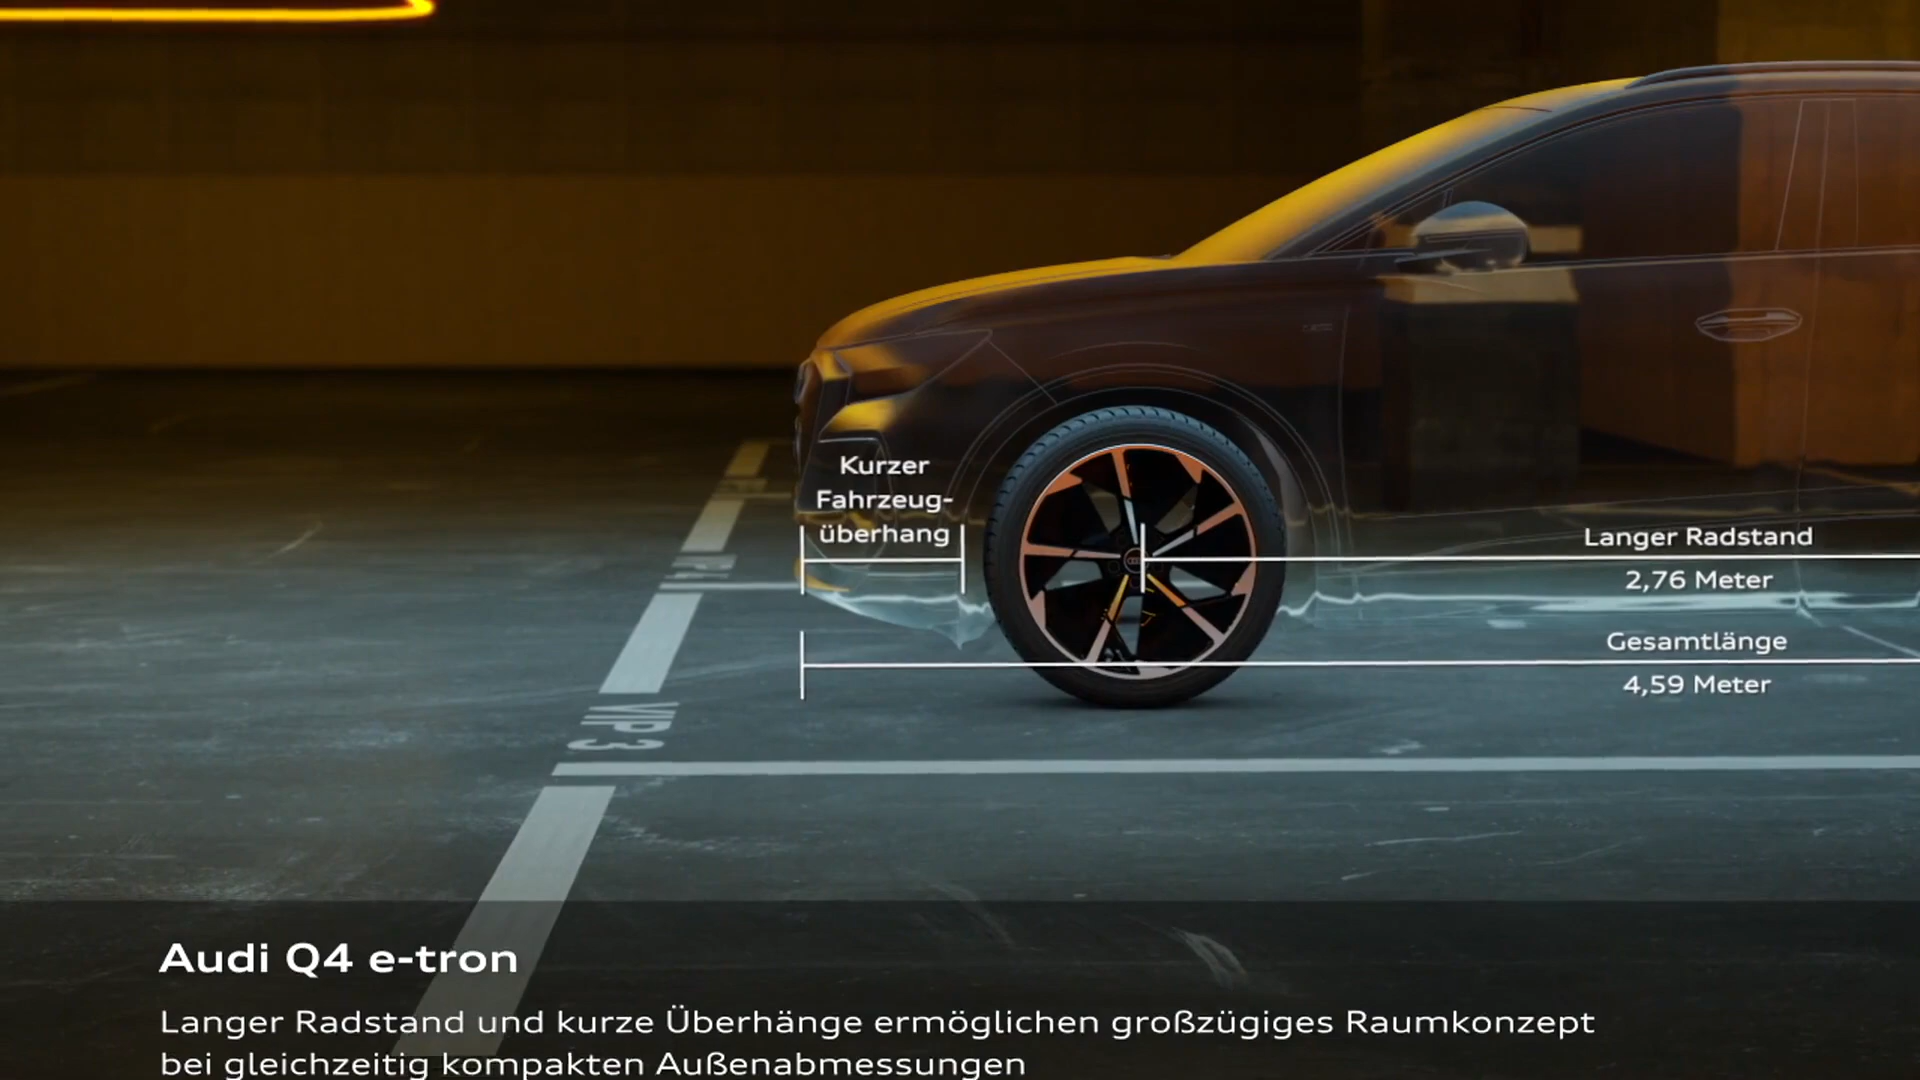 Kurzer
Fahrzeug-
überhang
Langer Radstand
2,76 Meter
Gesamtlänge
4,59 Meter
VIP 3
Audi Q4 e-tron
Langer Radstand und kurze Überhänge ermöglichen großzügiges Raumkonzept
bei gleichzeitig kompakten Außenabmessungen